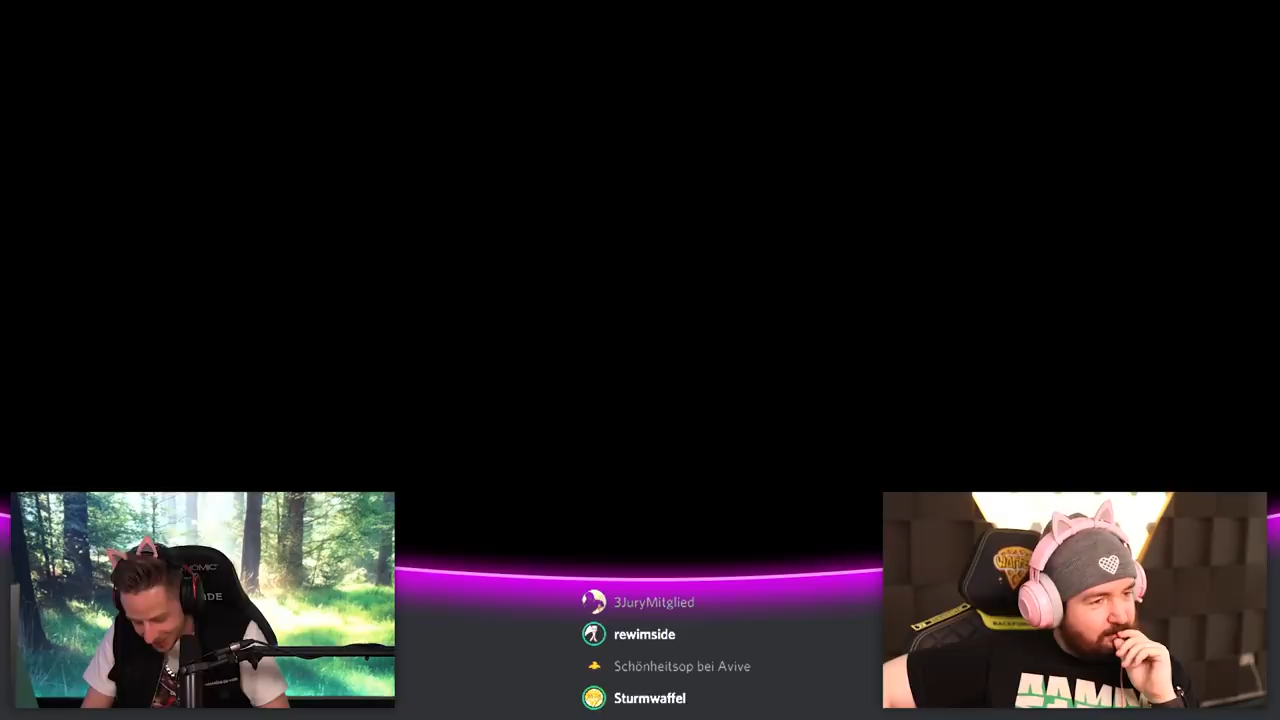 3JuryMitglied
rewimside
Schönheitsop bei Avive
Sturmwaffel